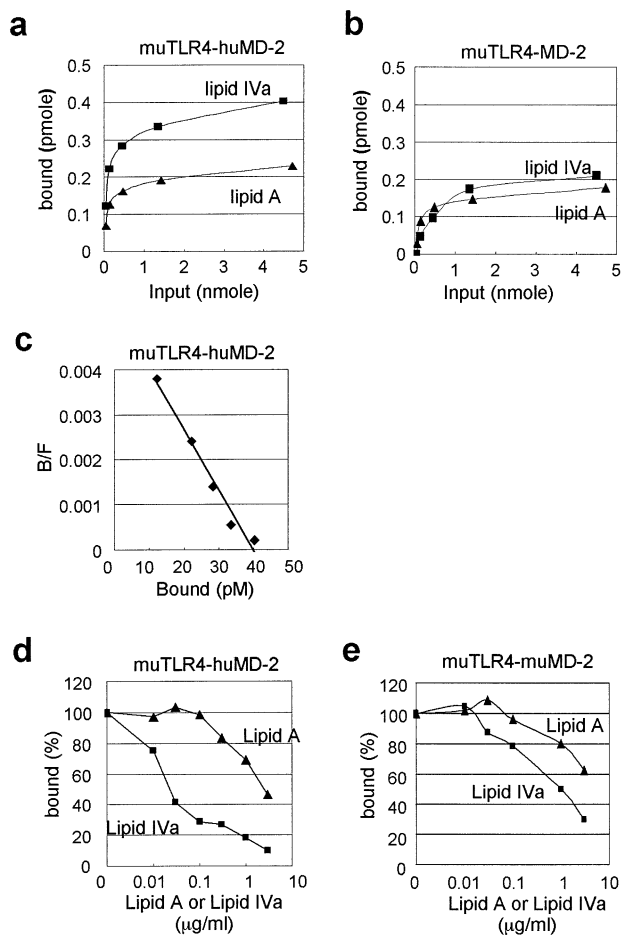 a
muTLR4-huMD-2
0.5
0.4
0.3
0.2
0.1
0
bound (pmole)
lipid IVa
lipid A
0 1 2 3 4 5
Input (nmole)
b
muTLR4-MD-2
0.5
0.4
0.3
0.2
0.1
0
bound (pmole)
lipid IVa
lipid A
0 1 2 3 4 5
Input (nmole)
c
muTLR4-huMD-2
0.004
0.003
0.002
0.001
0
B/F
0 10 20 30 40 50
Bound (pM)
d
muTLR4-huMD-2
120
100
80
60
40
20
0
bound (%)
Lipid A
Lipid IVa
0 0.01 0.1 1 10
Lipid A or Lipid IVa
(µg/ml)
e
muTLR4-muMD-2
120
100
80
60
40
20
0
bound (%)
Lipid A
Lipid IVa
0 0.01 0.1 1 10
Lipid A or Lipid IVa
(µg/ml)